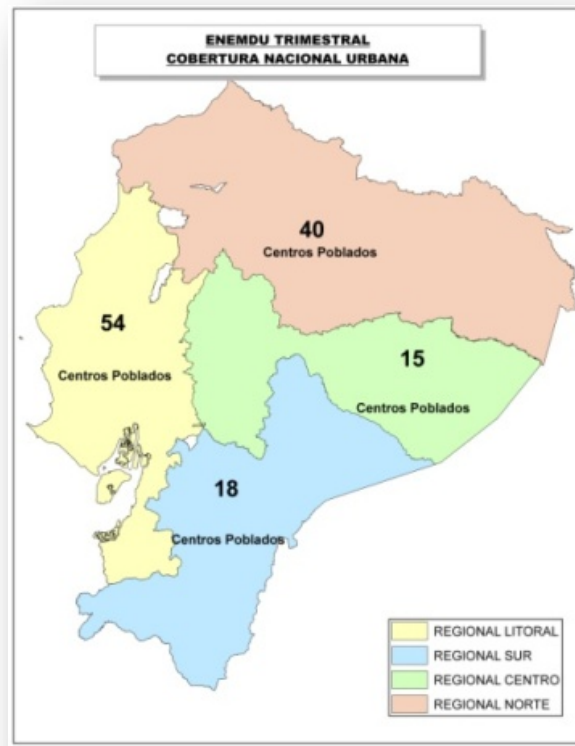 ENEMDU TRIMESTRAL
COBERTURA NACIONAL URBANA
40
Centros Poblados
54
Centros Poblados
15
Centros Poblados
18
Centros Poblados
REGIONAL LITORAL
REGIONAL SUR
REGIONAL CENTRO
REGIONAL NORTE